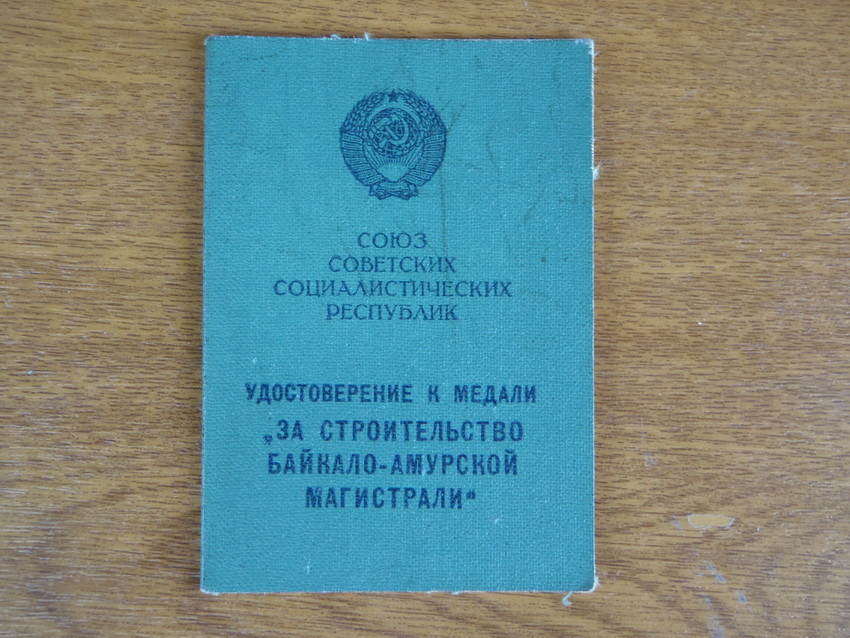 СОЮЗ
СОВЕТСКИХ
СОЦИАЛИСТИЧЕСКИХ
РЕСПУБЛИК
УДОСТОВЕРЕНИЕ К МЕДАЛИ
„ЗА СТРОИТЕЛЬСТВО
БАЙКАЛО-АМУРСКОЙ
МАГИСТРАЛИ“